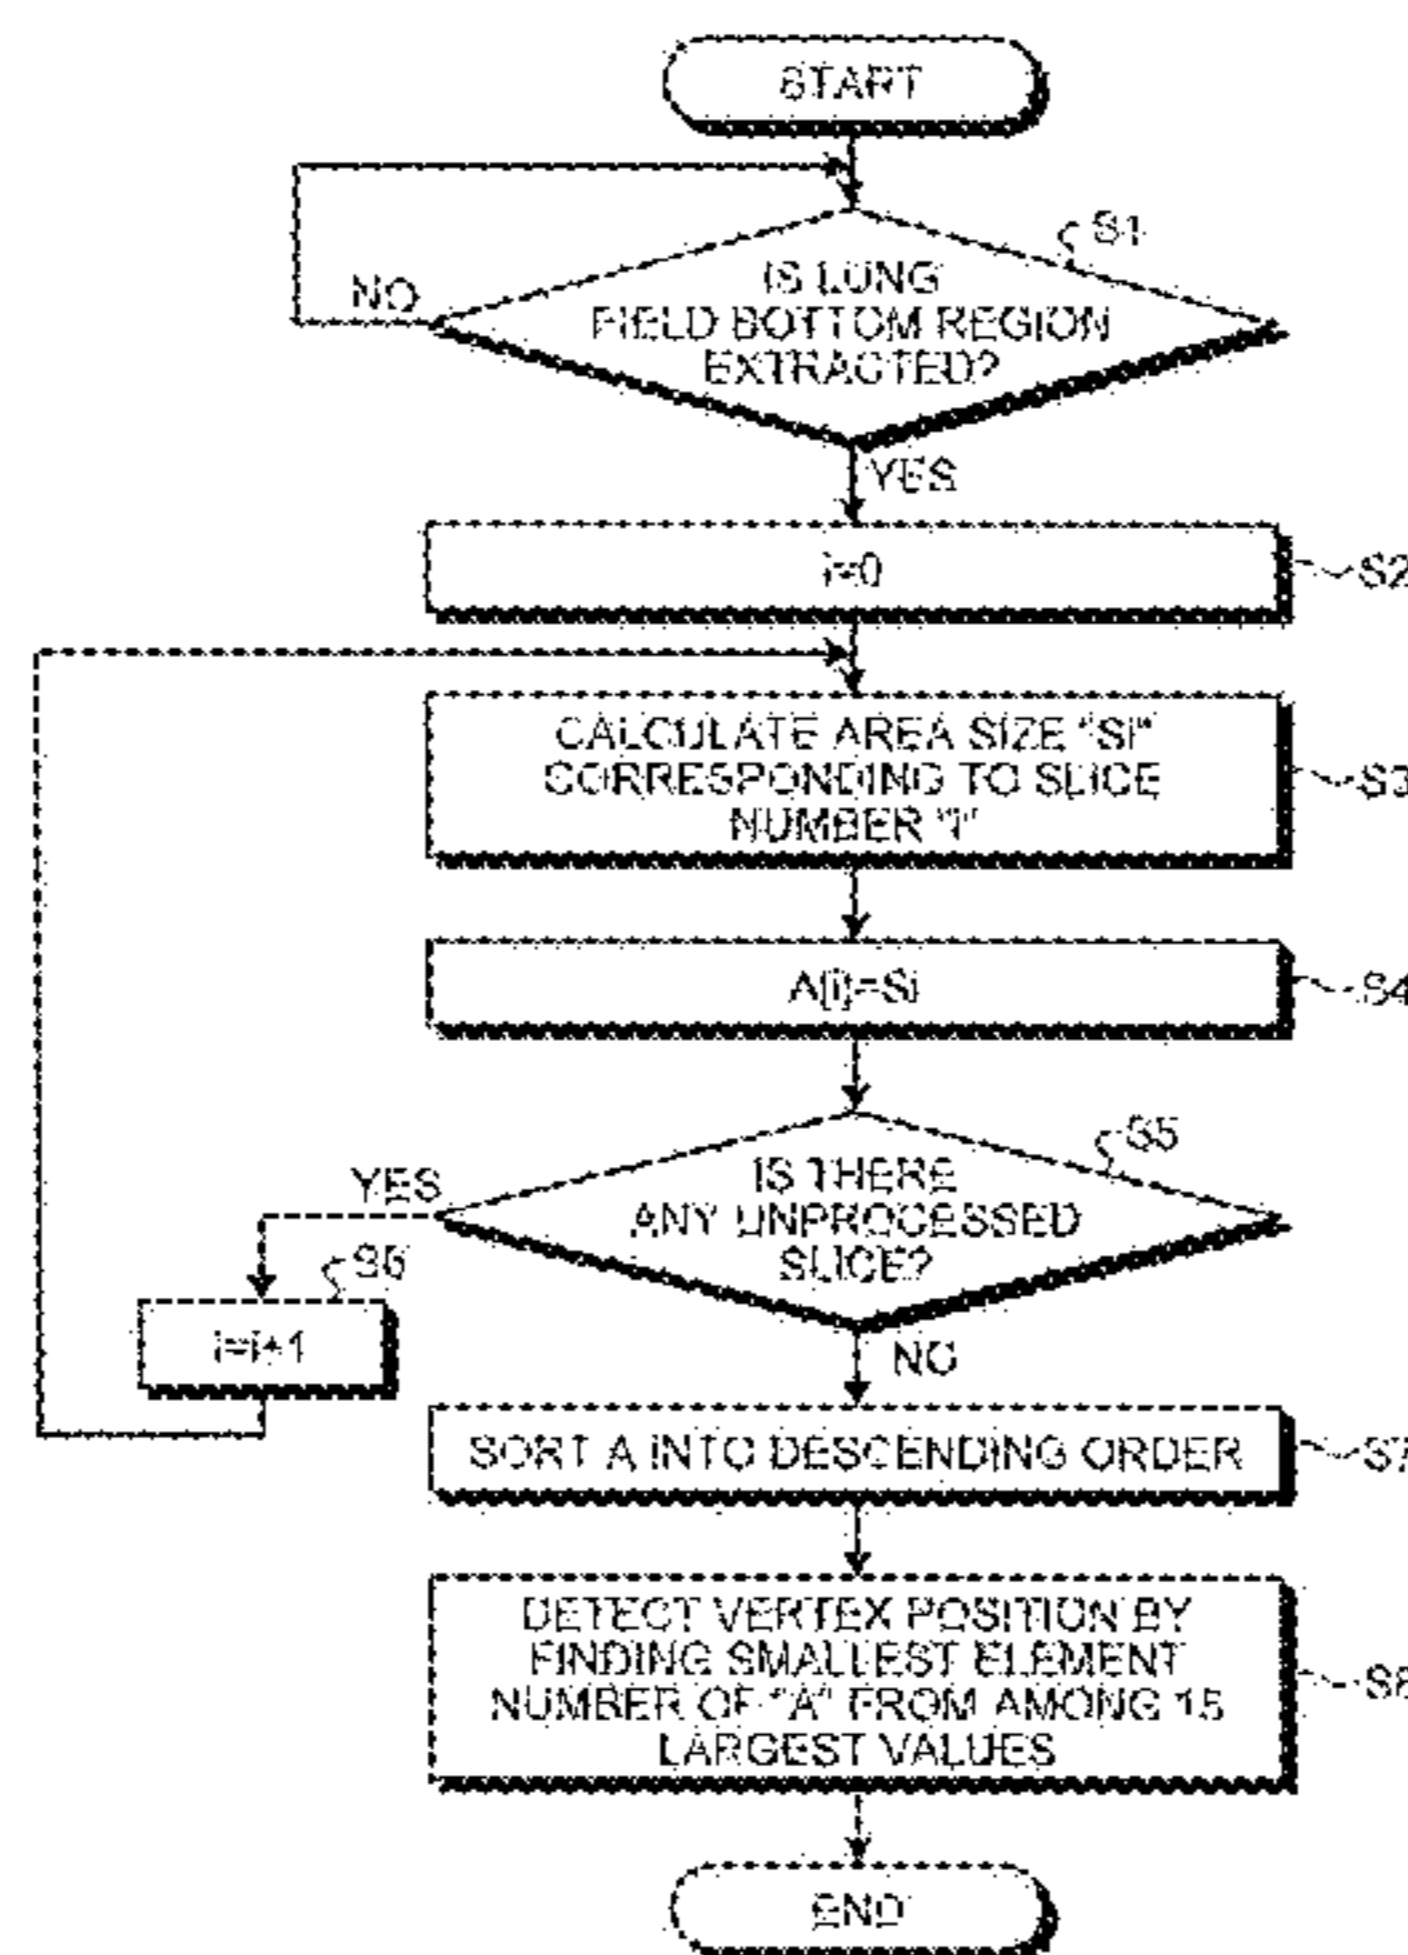 START
S1
IS LUNG
FIELD BOTTOM REGION
EXTRACTED?
NO
YES
i=0
S2
CALCULATE AREA SIZE "Si"
CORRESPONDING TO SLICE
NUMBER "i"
S3
A[i]=Si
S4
S5
IS THERE
ANY UNPROCESSED
SLICE?
YES
S6
i=i+1
NO
SORT A INTO DESCENDING ORDER
S7
DETECT VERTEX POSITION BY
FINDING SMALLEST ELEMENT
NUMBER OF "A" FROM AMONG 15
LARGEST VALUES
S8
END